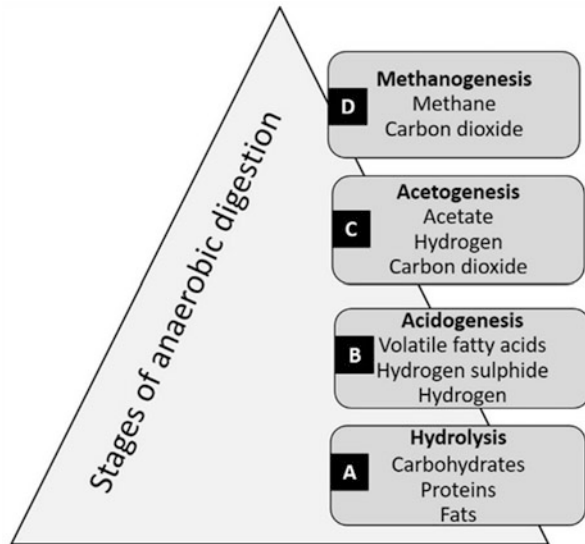 Stages of anaerobic digestion
D
Methanogenesis
Methane
Carbon dioxide
C
Acetogenesis
Acetate
Hydrogen
Carbon dioxide
B
Acidogenesis
Volatile fatty acids
Hydrogen sulphide
Hydrogen
A
Hydrolysis
Carbohydrates
Proteins
Fats